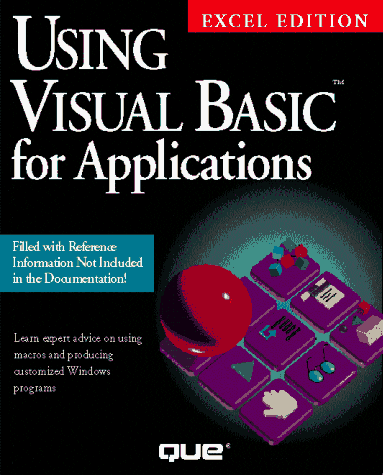 EXCEL EDITION
USING
VISUAL BASIC™
for Applications
Filled with Reference
Information Not Included
in the Documentation!
Learn expert advice on using
macros and producing
customized Windows
programs
que®